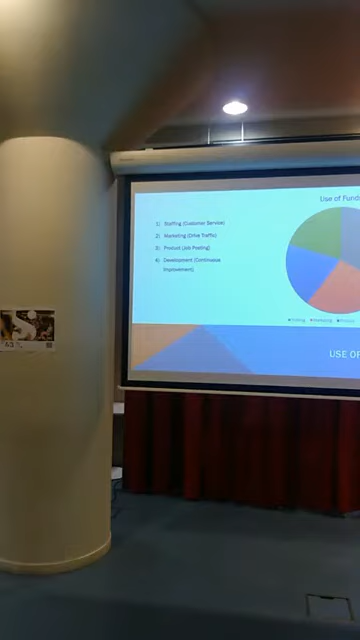 Use of Fund
1) Staffing (Customer Service)
2) Marketing (Drive Traffic)
3) Product (Job Posting)
4) Development (Continuous
Improvement)
USE OF